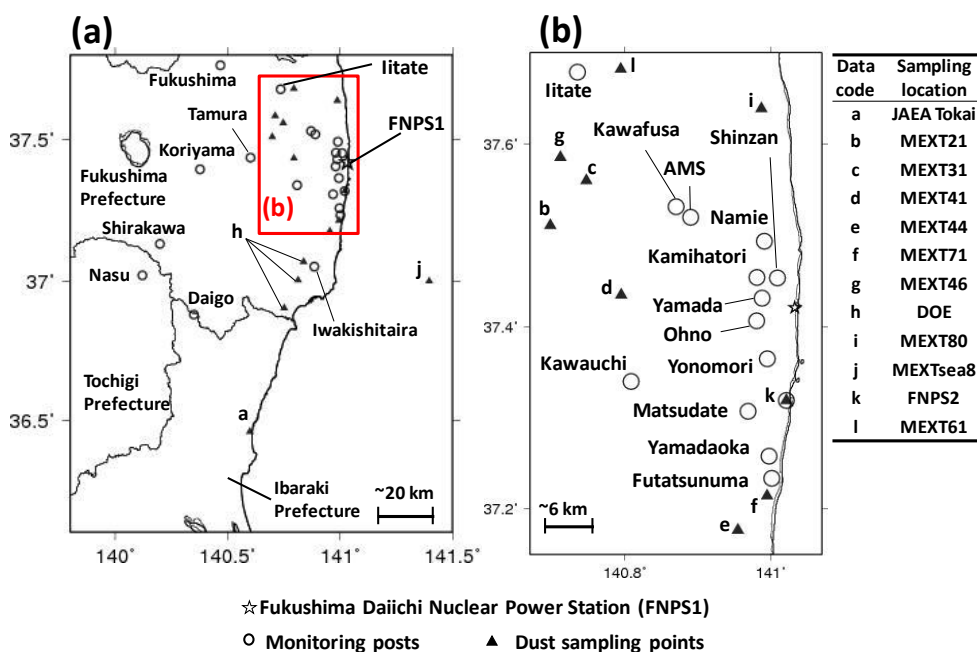 (a)
Fukushima
Iitate
Tamura
FNPS1
Koriyama
Fukushima
Prefecture
(b)
Shirakawa
h
Nasu
j
Daigo
Iwakishitaira
Tochigi
Prefecture
a
Ibaraki
Prefecture
~20 km
37.5'
37'
36.5'
140'
140.5'
141'
141.5'
(b)
Iitate
l
i
Kawafusa
Shinzan
g
AMS
c
b
Namie
Kamihatori
d
Yamada
Ohno
Kawauchi
Yonomori
k
Matsudate
Yamadaoka
Futatsunuma
f
e
~6 km
37.6'
37.4'
37.2'
140.8'
141'
Data code Sampling location
a JAEA Tokai
b MEXT21
c MEXT31
d MEXT41
e MEXT44
f MEXT71
g MEXT46
h DOE
i MEXT80
j MEXTsea8
k FNPS2
l MEXT61
☆Fukushima Daiichi Nuclear Power Station (FNPS1)
○ Monitoring posts ▲ Dust sampling points